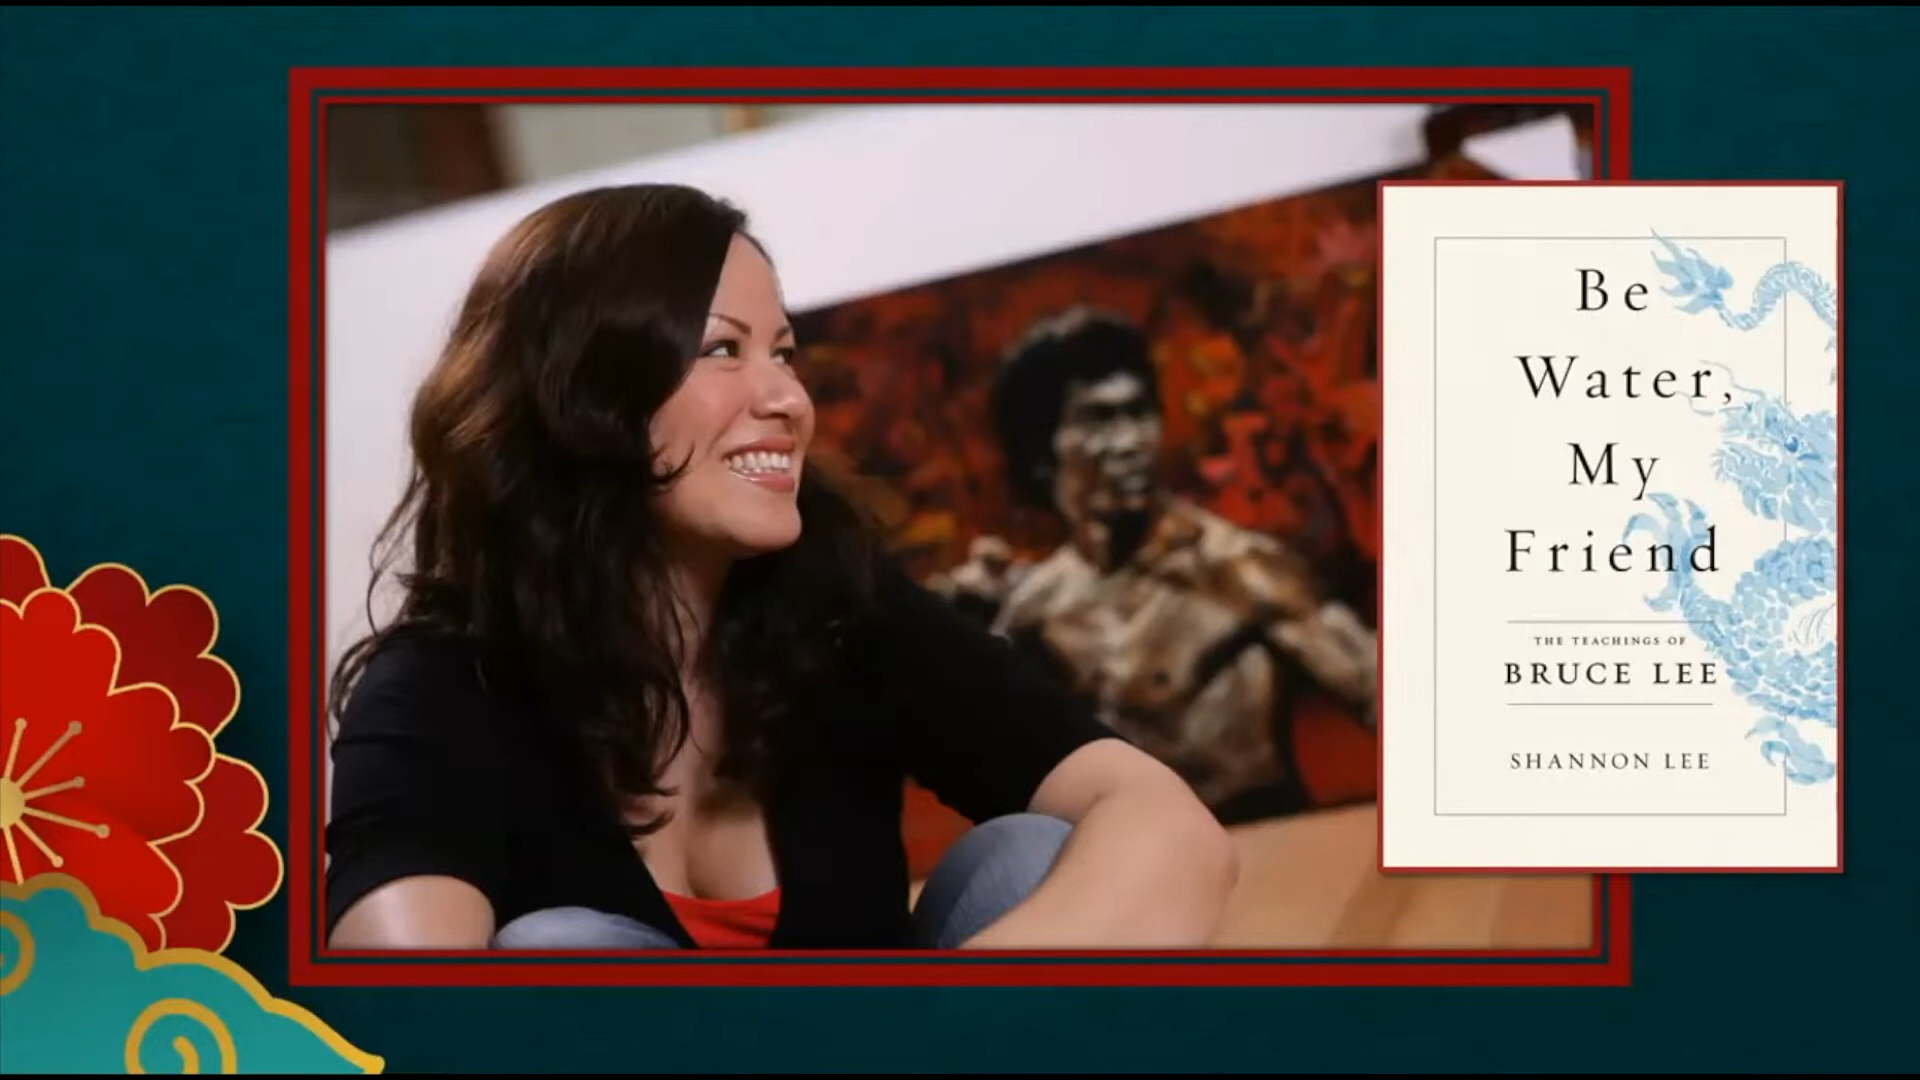 Be
Water,
My
Friend
THE TEACHINGS OF
BRUCE LEE
SHANNON LEE